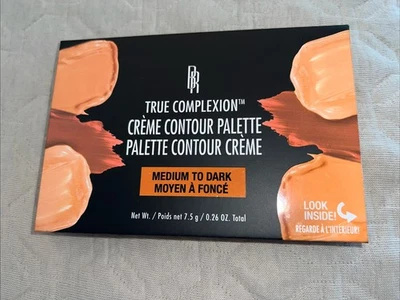 TRUE COMPLEXION™
CRÈME CONTOUR PALETTE
PALETTE CONTOUR CRÈME
MEDIUM TO DARK
MOYEN À FONCÉ
Net Wt. / Poids net 7.5 g / 0.26 OZ. Total
LOOK
INSIDE!
REGARDE À L'INTÉRIEUR!